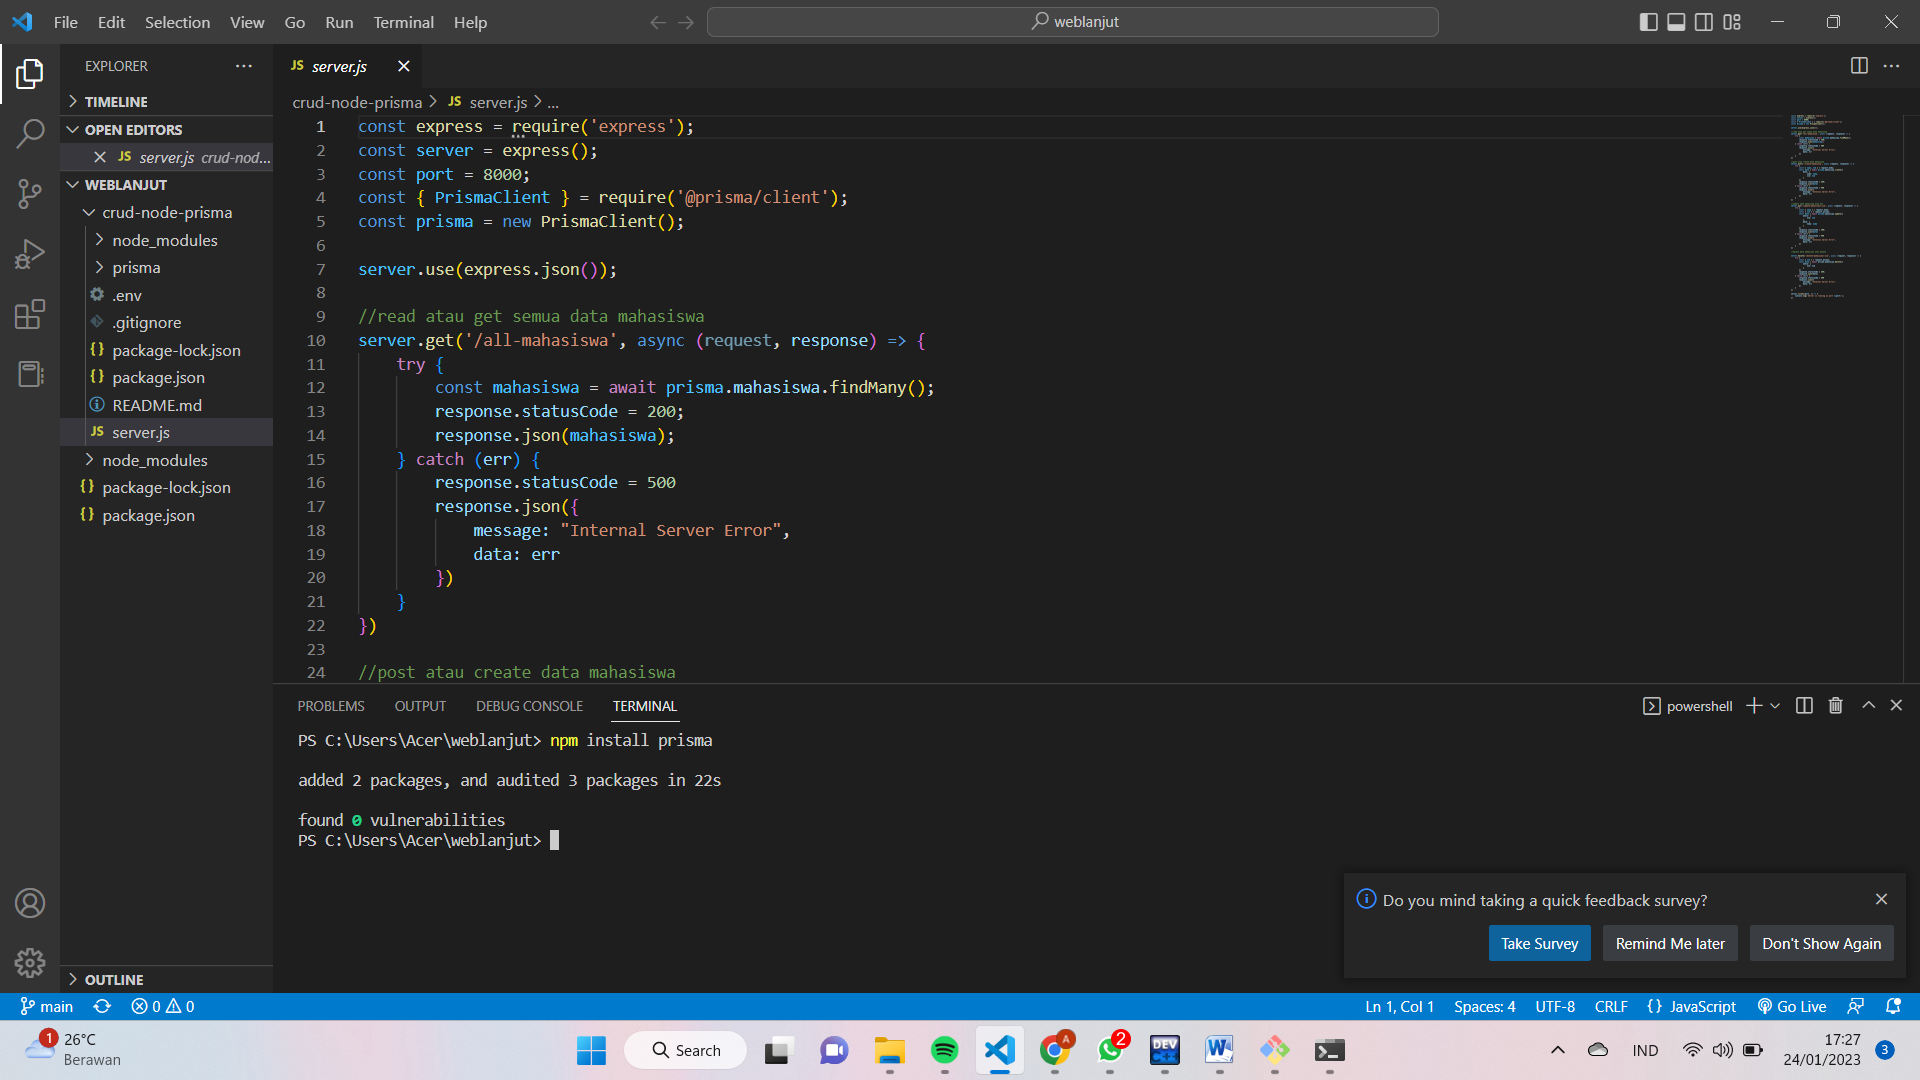 File Edit Selection View Go Run Terminal Help
weblanjut
EXPLORER
TIMELINE
OPEN EDITORS
JS server.js crud-nod...
WEBLANJUT
crud-node-prisma
node_modules
prisma
.env
.gitignore
package-lock.json
package.json
README.md
JS server.js
node_modules
package-lock.json
package.json
OUTLINE
JS server.js
crud-node-prisma > JS server.js > ...
1 const express = require('express');
2 const server = express();
3 const port = 8000;
4 const { PrismaClient } = require('@prisma/client');
5 const prisma = new PrismaClient();
6
7 server.use(express.json());
8
9 //read atau get semua data mahasiswa
10 server.get('/all-mahasiswa', async (request, response) => {
11 try {
12 const mahasiswa = await prisma.mahasiswa.findMany();
13 response.statusCode = 200;
14 response.json(mahasiswa);
15 } catch (err) {
16 response.statusCode = 500
17 response.json({
18 message: "Internal Server Error",
19 data: err
20 })
21 }
22 })
23
24 //post atau create data mahasiswa
PROBLEMS OUTPUT DEBUG CONSOLE TERMINAL
powershell
PS C:\Users\Acer\weblanjut> npm install prisma
added 2 packages, and audited 3 packages in 22s
found 0 vulnerabilities
PS C:\Users\Acer\weblanjut>
Do you mind taking a quick feedback survey?
Take Survey Remind Me later Don't Show Again
main 0 0 Ln 1, Col 1 Spaces: 4 UTF-8 CRLF {} JavaScript Go Live
1
26°C
Berawan
Search
A
2
DEV C++
W
IND
17:27
24/01/2023
3